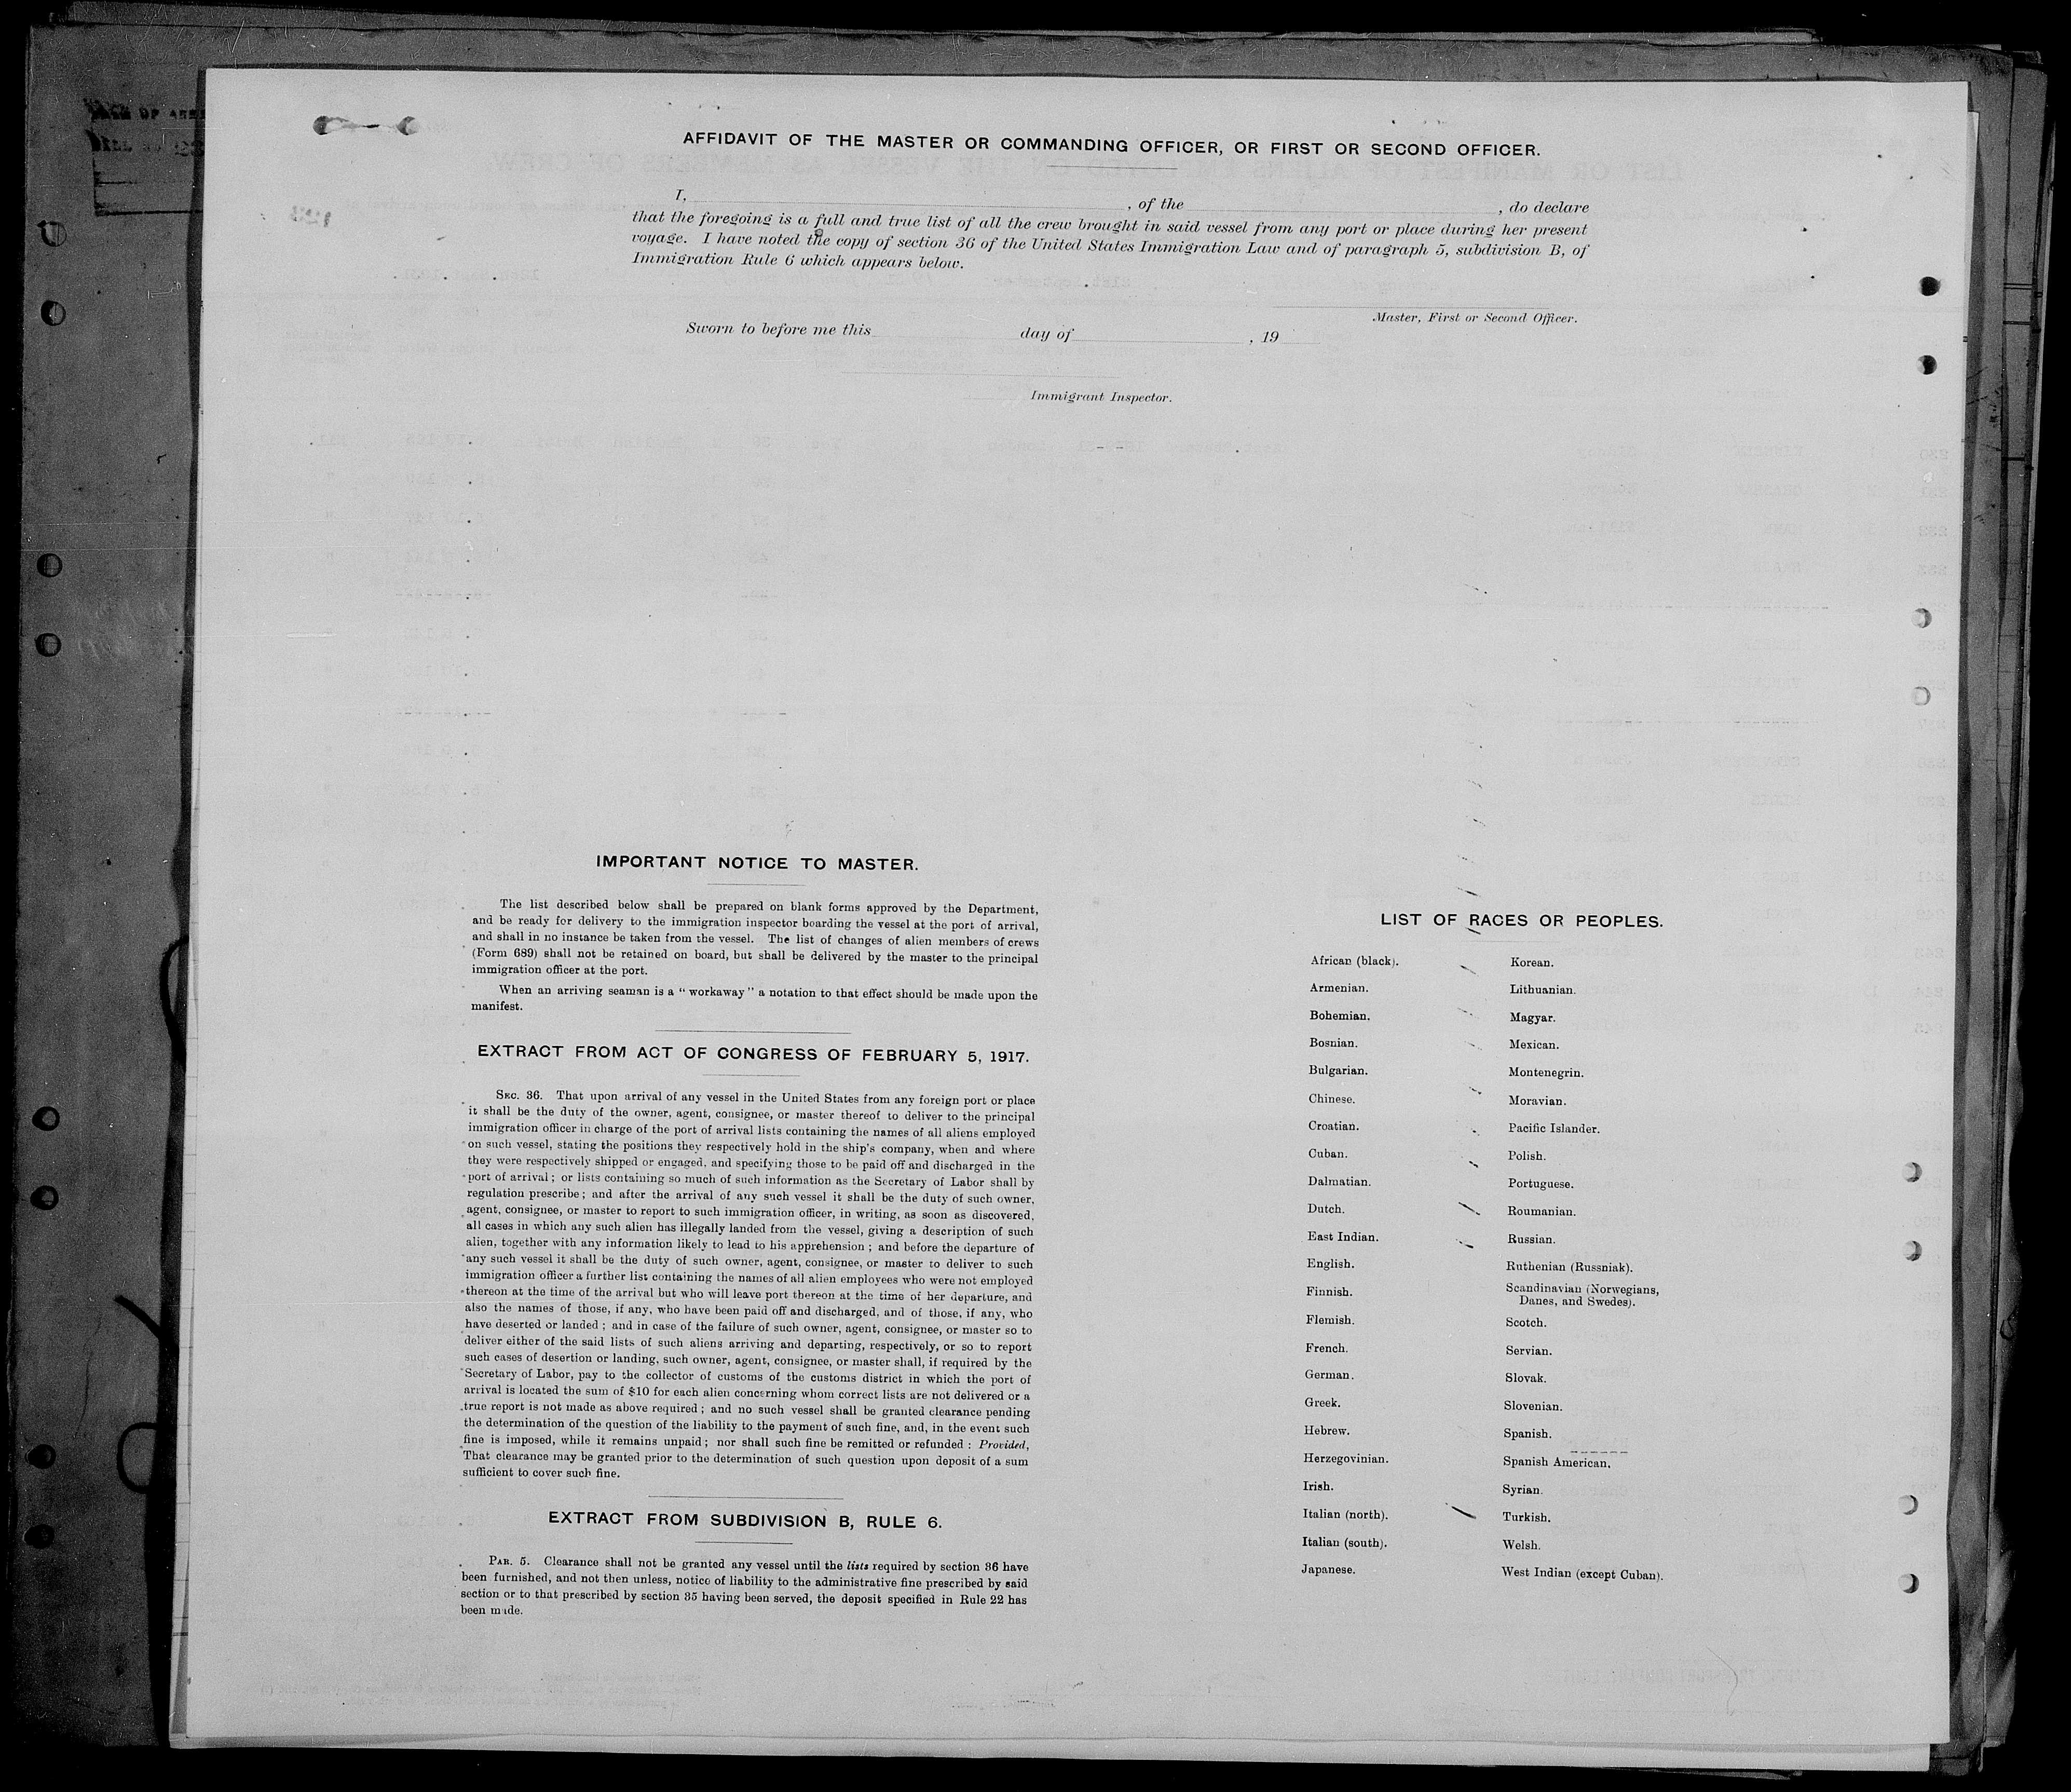 AFFIDAVIT OF THE MASTER OR COMMANDING OFFICER, OR FIRST OR SECOND OFFICER.
I, , of the , do declare
that the foregoing is a full and true list of all the crew brought in said vessel from any port or place during her present
voyage. I have noted the copy of section 36 of the United States Immigration Law and of paragraph 5, subdivision B, of
Immigration Rule 6 which appears below.
Master, First or Second Officer.
Sworn to before me this day of , 19
Immigrant Inspector.
IMPORTANT NOTICE TO MASTER.
The list described below shall be prepared on blank forms approved by the Department,
and be ready for delivery to the immigration inspector boarding the vessel at the port of arrival,
and shall in no instance be taken from the vessel. The list of changes of alien members of crews
(Form 689) shall not be retained on board, but shall be delivered by the master to the principal
immigration officer at the port.
When an arriving seaman is a "workaway" a notation to that effect should be made upon the
manifest.
EXTRACT FROM ACT OF CONGRESS OF FEBRUARY 5, 1917.
SEC. 36. That upon arrival of any vessel in the United States from any foreign port or place
it shall be the duty of the owner, agent, consignee, or master thereof to deliver to the principal
immigration officer in charge of the port of arrival lists containing the names of all aliens employed
on such vessel, stating the positions they respectively hold in the ship's company, when and where
they were respectively shipped or engaged, and specifying those to be paid off and discharged in the
port of arrival; or lists containing so much of such information as the Secretary of Labor shall by
regulation prescribe; and after the arrival of any such vessel it shall be the duty of such owner,
agent, consignee, or master to report to such immigration officer, in writing, as soon as discovered,
all cases in which any such alien has illegally landed from the vessel, giving a description of such
alien, together with any information likely to lead to his apprehension; and before the departure of
any such vessel it shall be the duty of such owner, agent, consignee, or master to deliver to such
immigration officer a further list containing the names of all alien employees who were not employed
thereon at the time of the arrival but who will leave port thereon at the time of her departure, and
also the names of those, if any, who have been paid off and discharged, and of those, if any, who
have deserted or landed; and in case of the failure of such owner, agent, consignee, or master so to
deliver either of the said lists of such aliens arriving and departing, respectively, or so to report
such cases of desertion or landing, such owner, agent, consignee, or master shall, if required by the
Secretary of Labor, pay to the collector of customs of the customs district in which the port of
arrival is located the sum of $10 for each alien concerning whom correct lists are not delivered or a
true report is not made as above required; and no such vessel shall be granted clearance pending
the determination of the question of the liability to the payment of such fine, and, in the event such
fine is imposed, while it remains unpaid; nor shall such fine be remitted or refunded: Provided,
That clearance may be granted prior to the determination of such question upon deposit of a sum
sufficient to cover such fine.
EXTRACT FROM SUBDIVISION B, RULE 6.
PAR. 5. Clearance shall not be granted any vessel until the lists required by section 36 have
been furnished, and not then unless, notice of liability to the administrative fine prescribed by said
section or to that prescribed by section 35 having been served, the deposit specified in Rule 22 has
been made.
LIST OF RACES OR PEOPLES.
African (black).
Armenian.
Bohemian.
Bosnian.
Bulgarian.
Chinese.
Croatian.
Cuban.
Dalmatian.
Dutch.
East Indian.
English.
Finnish.
Flemish.
French.
German.
Greek.
Hebrew.
Herzegovinian.
Irish.
Italian (north).
Italian (south).
Japanese.
Korean.
Lithuanian.
Magyar.
Mexican.
Montenegrin.
Moravian.
Pacific Islander.
Polish.
Portuguese.
Roumanian.
Russian.
Ruthenian (Russniak).
Scandinavian (Norwegians,
Danes, and Swedes).
Scotch.
Servian.
Slovak.
Slovenian.
Spanish.
Spanish American.
Syrian.
Turkish.
Welsh.
West Indian (except Cuban).